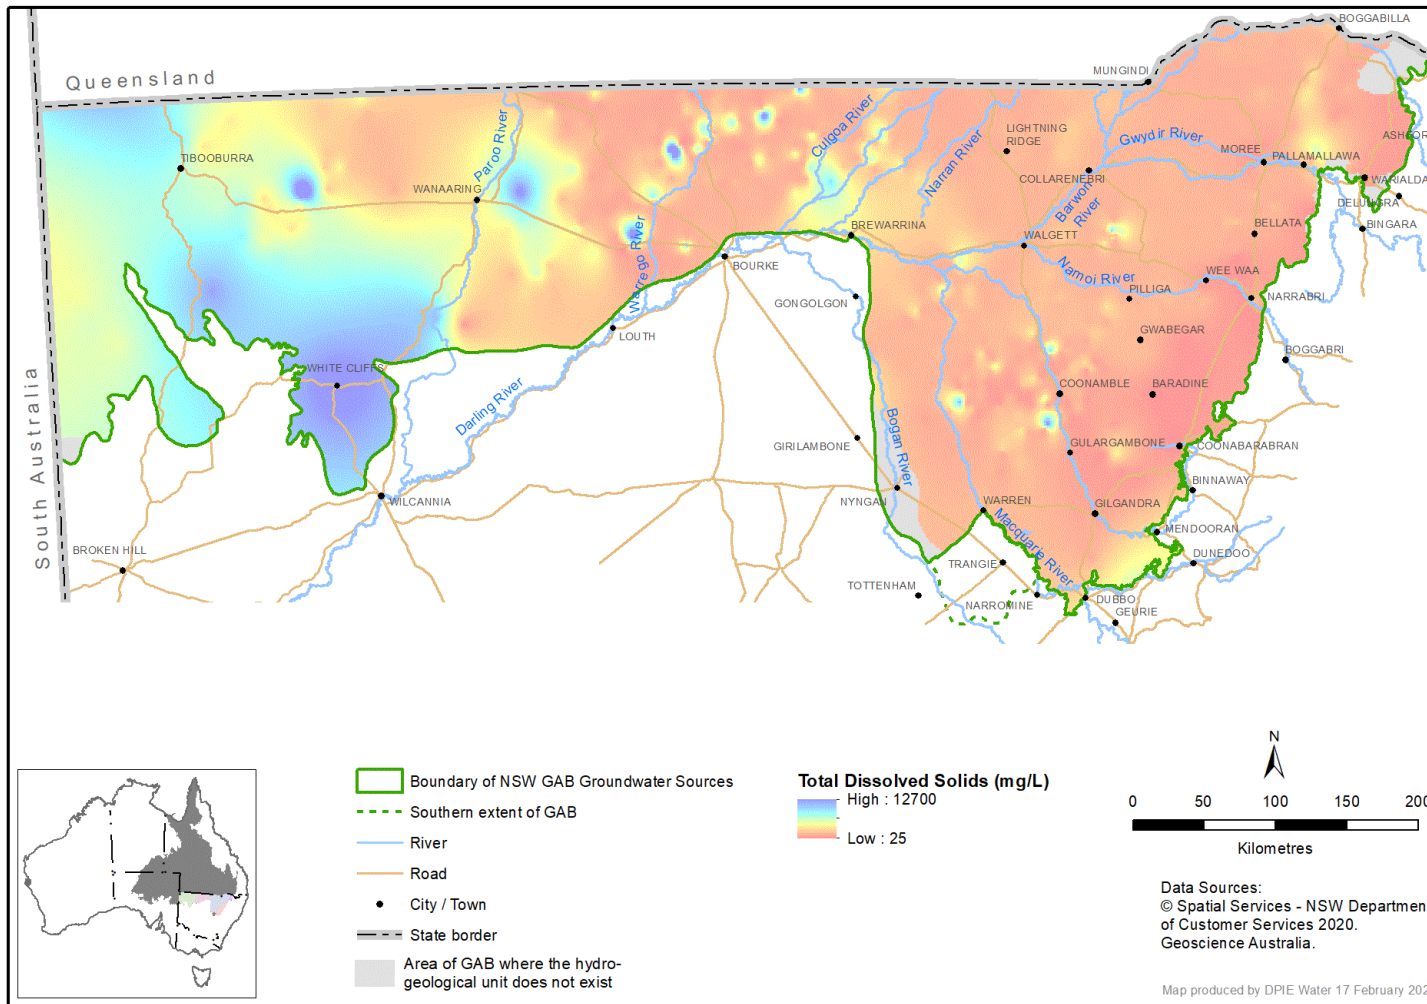 BOGGABILLA
Queensland
MUNGINDI
Culgoa River
LIGHTNING
RIDGE
Gwydir River
ASHFOR
Paroo River
Narran River
MOREE
PALLAMALLAWA
TIBOOBURRA
COLLARENEBRI
WARIALDA
WANAARING
Barwon
River
DELUNGRA
Warrego River
BREWARRINA
WALGETT
BELLATA
BINGARA
BOURKE
Namoi River
WEE WAA
GONGOLGON
PILLIGA
NARRABRI
LOUTH
GWABEGAR
BOGGABRI
WHITE CLIFFS
COONAMBLE
BARADINE
Darling River
South Australia
Bogan River
GIRILAMBONE
GULARGAMBONE
COONABARABRAN
WILCANNIA
NYNGAN
WARREN
GILGANDRA
BINNAWAY
Macquarie River
MENDOORAN
BROKEN HILL
TRANGIE
DUNEDOO
TOTTENHAM
NARROMINE
DUBBO
GEURIE
Boundary of NSW GAB Groundwater Sources
Southern extent of GAB
River
Road
City / Town
State border
Area of GAB where the hydro-
geological unit does not exist
Total Dissolved Solids (mg/L)
High : 12700
Low : 25
N
0 50 100 150 200
Kilometres
Data Sources:
© Spatial Services - NSW Departmen
of Customer Services 2020.
Geoscience Australia.
Map produced by DPIE Water 17 February 202